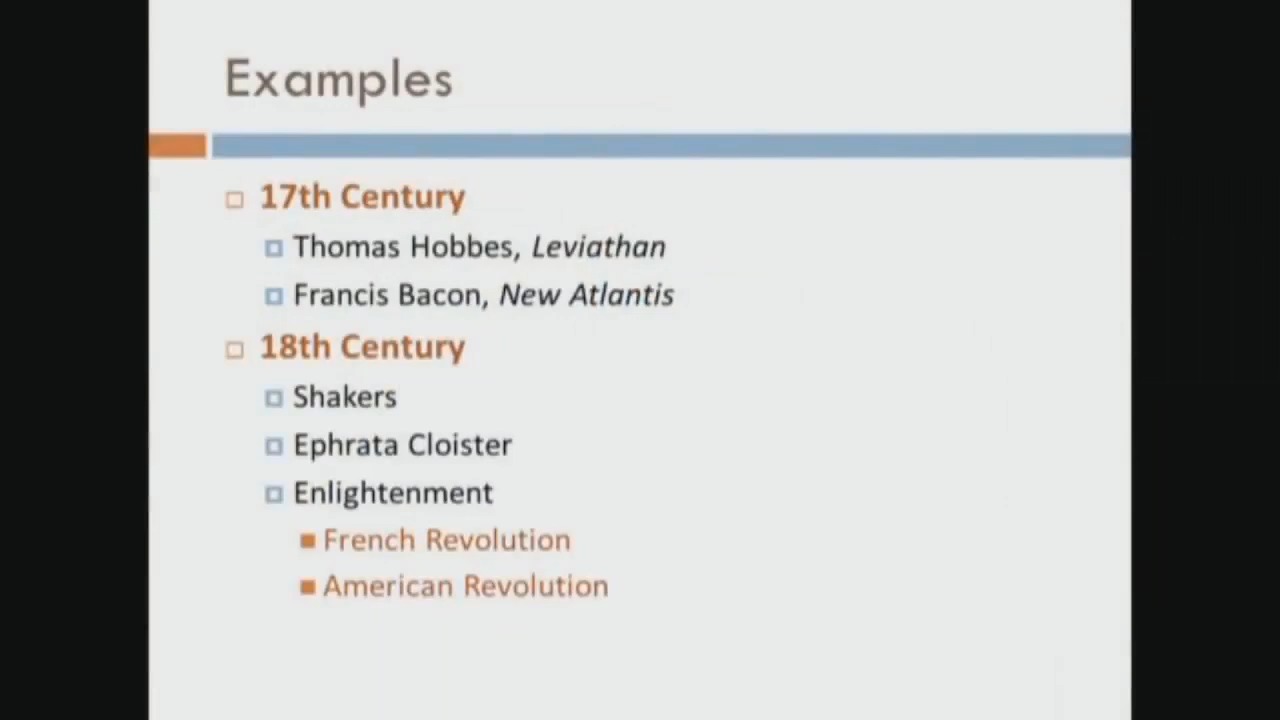 Examples
17th Century
Thomas Hobbes, Leviathan
Francis Bacon, New Atlantis
18th Century
Shakers
Ephrata Cloister
Enlightenment
French Revolution
American Revolution